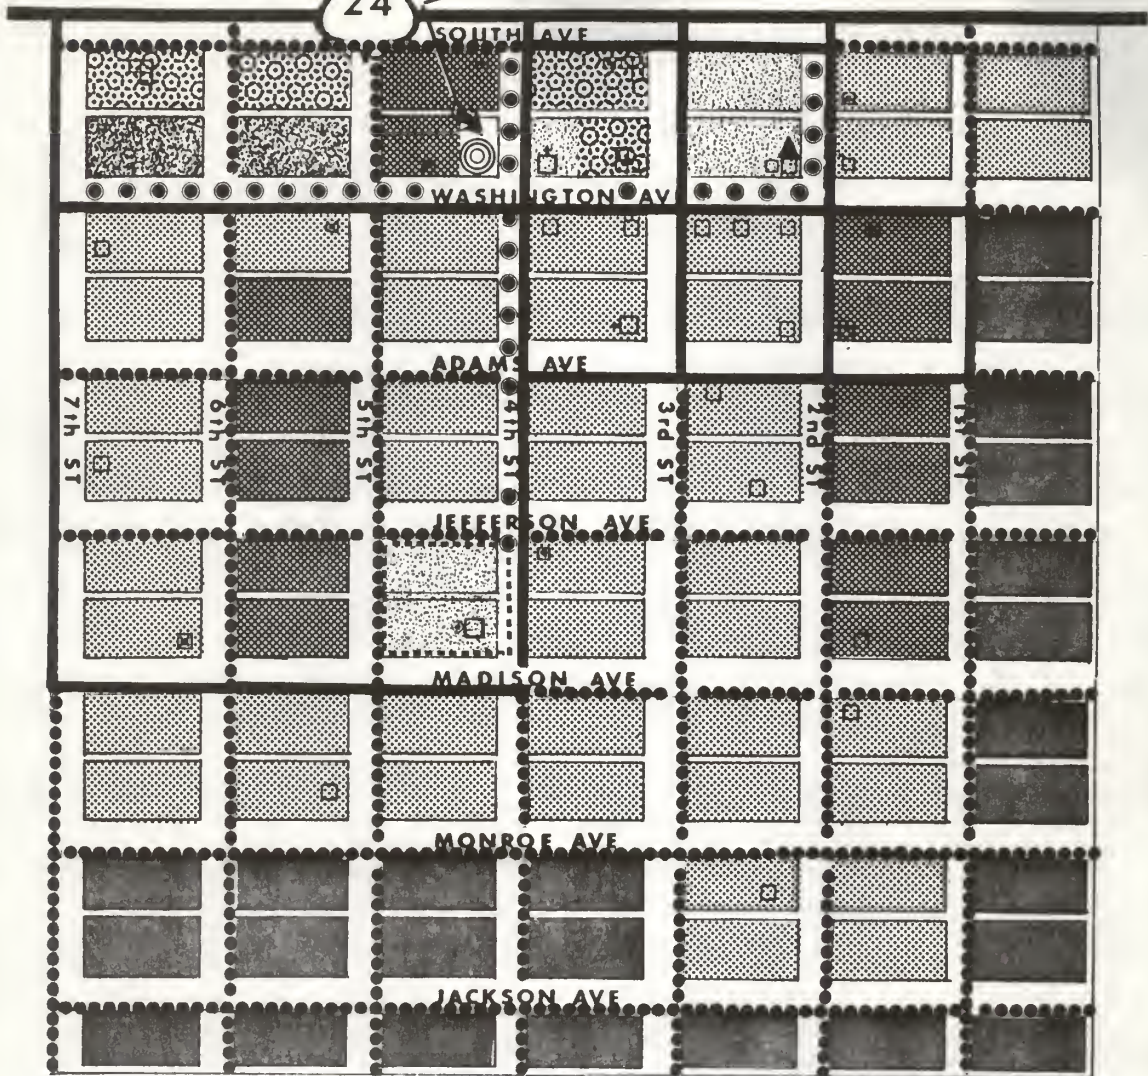 24
SOUTH AVE
WASHINGTON AV
ADAMS AVE
7th ST
6th ST
5th ST
4th ST
3rd ST
2nd ST
1st ST
JEFFERSON AVE
MADISON AVE
MONROE AVE
JACKSON AVE